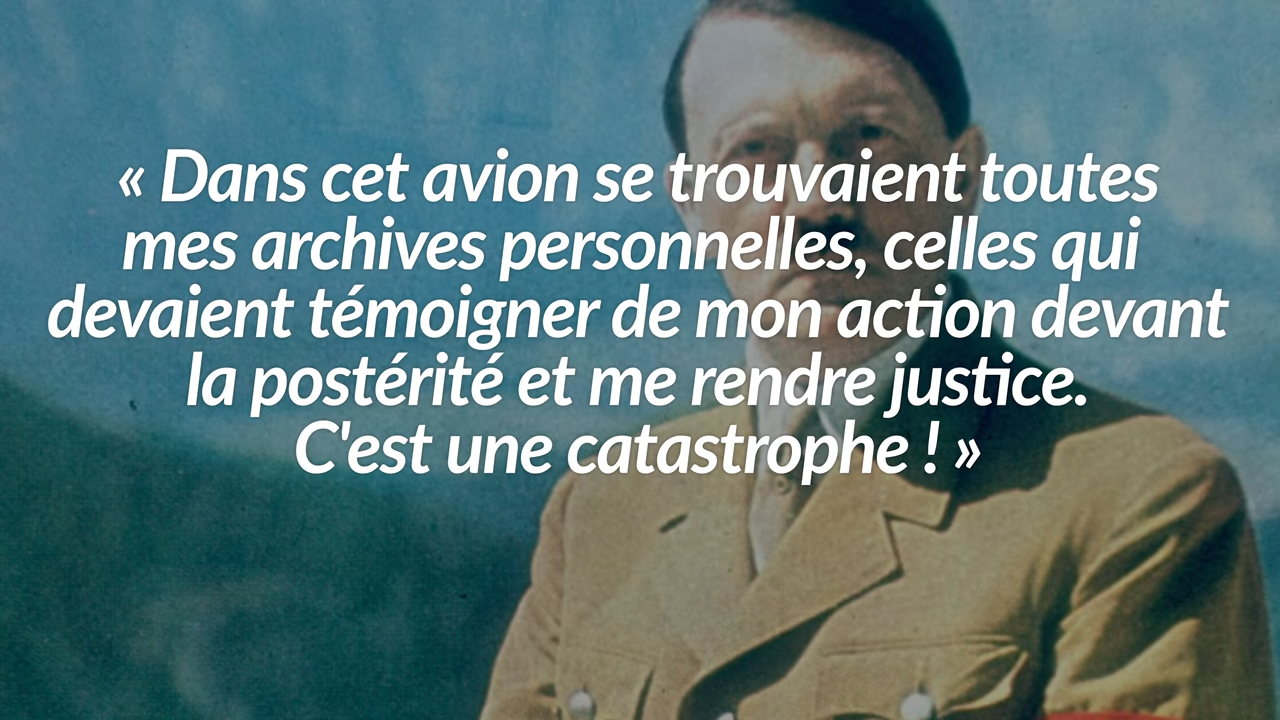 « Dans cet avion se trouvaient toutes
mes archives personnelles, celles qui
devaient témoigner de mon action devant
la postérité et me rendre justice.
C'est une catastrophe ! »